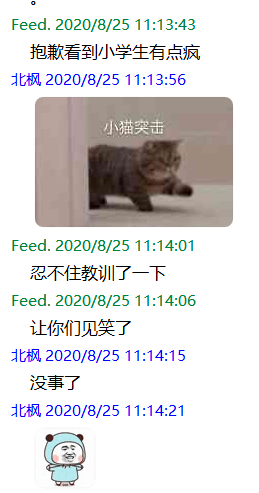 。
Feed. 2020/8/25 11:13:43
抱歉看到小学生有点疯
北枫 2020/8/25 11:13:56
小猫突击
Feed. 2020/8/25 11:14:01
忍不住教训了一下
Feed. 2020/8/25 11:14:06
让你们见笑了
北枫 2020/8/25 11:14:15
没事了
北枫 2020/8/25 11:14:21